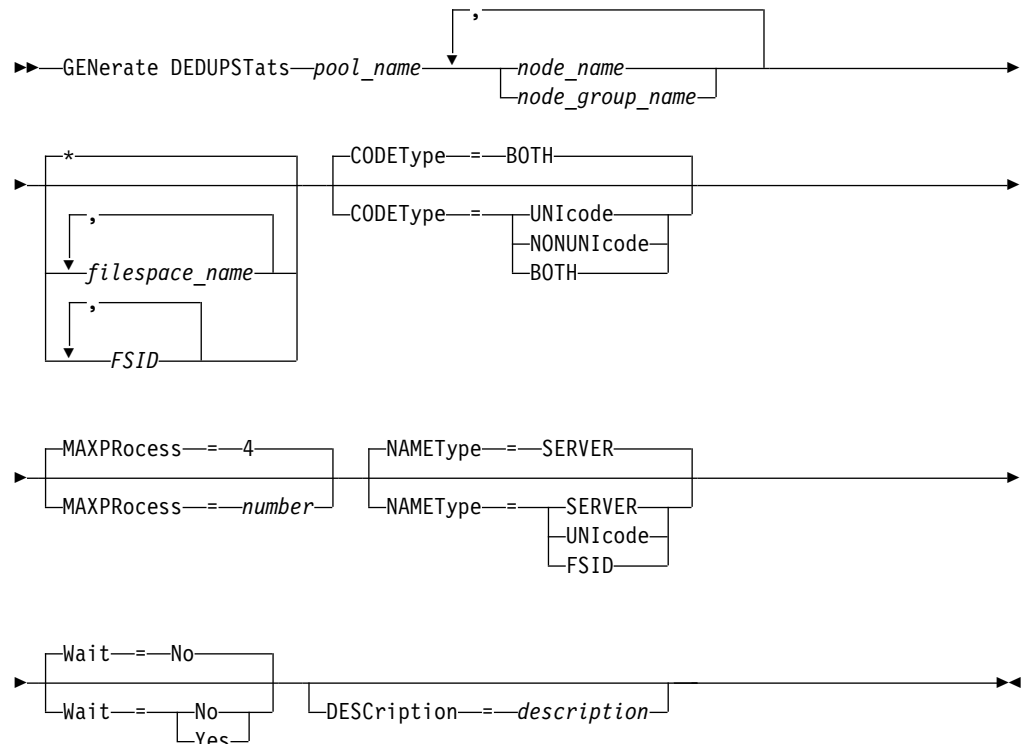 ,
GENerate DEDUPSTats pool_name node_name
node_group_name
* CODEType = BOTH
, CODEType = UNIcode
NONUNIcode
filespace_name BOTH
,
FSID
MAXPRocess = 4 NAMEType = SERVER
MAXPRocess = number NAMEType = SERVER
UNIcode
FSID
Wait = No
Wait = No DESCription = description
Yes